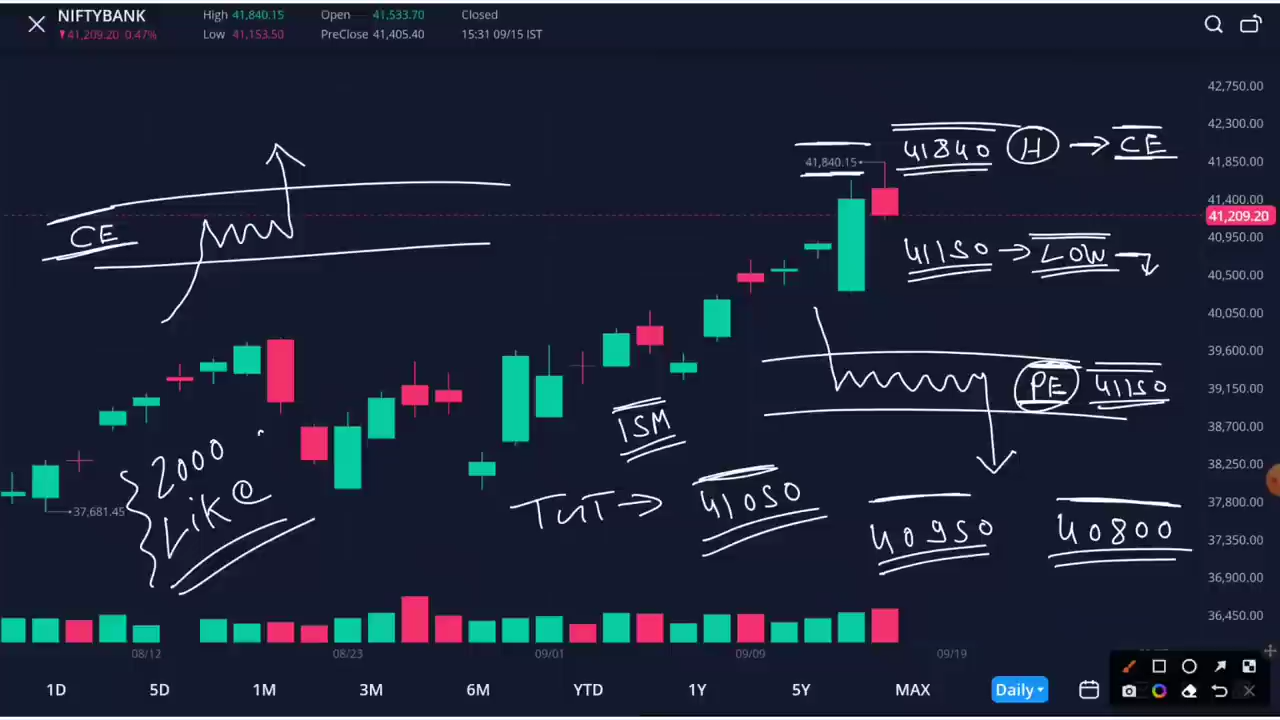 NIFTYBANK
▼41,209.20 0.47%
High 41,840.15
Low 41,153.50
Open 41,533.70
PreClose 41,405.40
Closed
15:31 09/15 IST
42,750.00
42,300.00
41,850.00
41,400.00
41,209.20
40,950.00
40,500.00
40,050.00
39,600.00
39,150.00
38,700.00
38,250.00
37,800.00
37,350.00
36,900.00
36,450.00
41,840.15
41840 H → CE
CE
41150 → LOW
PE 41150
ISM
2000
Like
TGT → 41050
40950
40800
37,681.45
08/12
08/23
09/01
09/09
09/19
1D
5D
1M
3M
6M
YTD
1Y
5Y
MAX
Daily